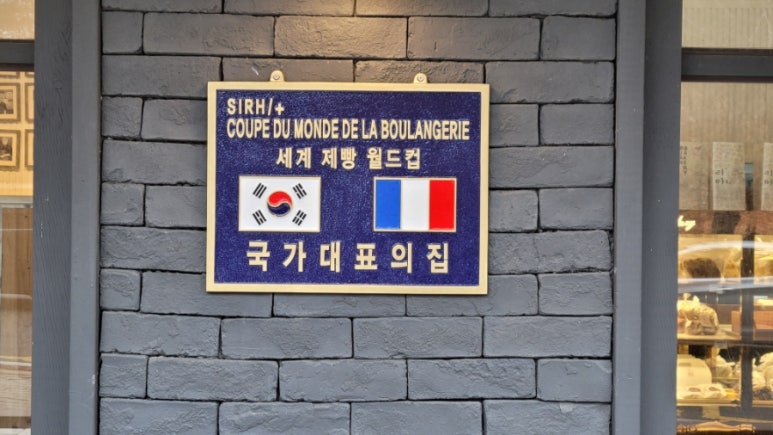 SIRH/+
COUPE DU MONDE DE LA BOULANGERIE
세계 제빵 월드컵
국가대표의집